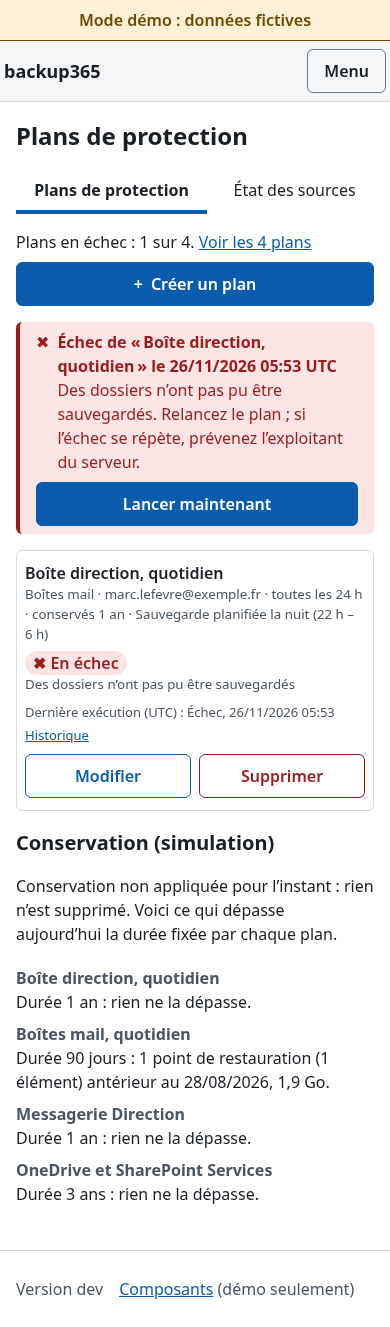 Mode démo : données fictives
backup365
Menu
Plans de protection
Plans de protection
État des sources
Plans en échec : 1 sur 4. Voir les 4 plans
+ Créer un plan
✖ Échec de « Boîte direction,
quotidien » le 26/11/2026 05:53 UTC
Des dossiers n’ont pas pu être
sauvegardés. Relancez le plan ; si
l’échec se répète, prévenez l’exploitant
du serveur.
Lancer maintenant
Boîte direction, quotidien
Boîtes mail · marc.lefevre@exemple.fr · toutes les 24 h
· conservés 1 an · Sauvegarde planifiée la nuit (22 h –
6 h)
✖ En échec
Des dossiers n’ont pas pu être sauvegardés
Dernière exécution (UTC) : Échec, 26/11/2026 05:53
Historique
Modifier
Supprimer
Conservation (simulation)
Conservation non appliquée pour l’instant : rien
n’est supprimé. Voici ce qui dépasse
aujourd’hui la durée fixée par chaque plan.
Boîte direction, quotidien
Durée 1 an : rien ne la dépasse.
Boîtes mail, quotidien
Durée 90 jours : 1 point de restauration (1
élément) antérieur au 28/08/2026, 1,9 Go.
Messagerie Direction
Durée 1 an : rien ne la dépasse.
OneDrive et SharePoint Services
Durée 3 ans : rien ne la dépasse.
Version dev
Composants (démo seulement)